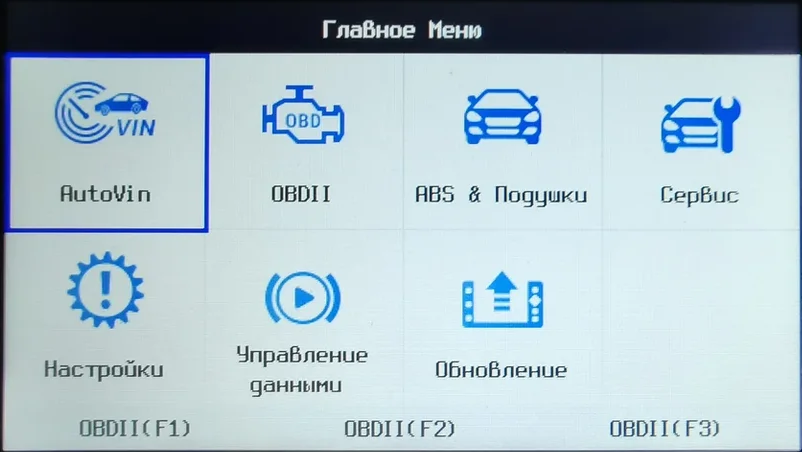 Главное Меню
VIN
OBD
AutoVin
OBDII
ABS & Подушки
Сервис
Настройки
Управление
данными
Обновление
OBDII(F1)
OBDII(F2)
OBDII(F3)